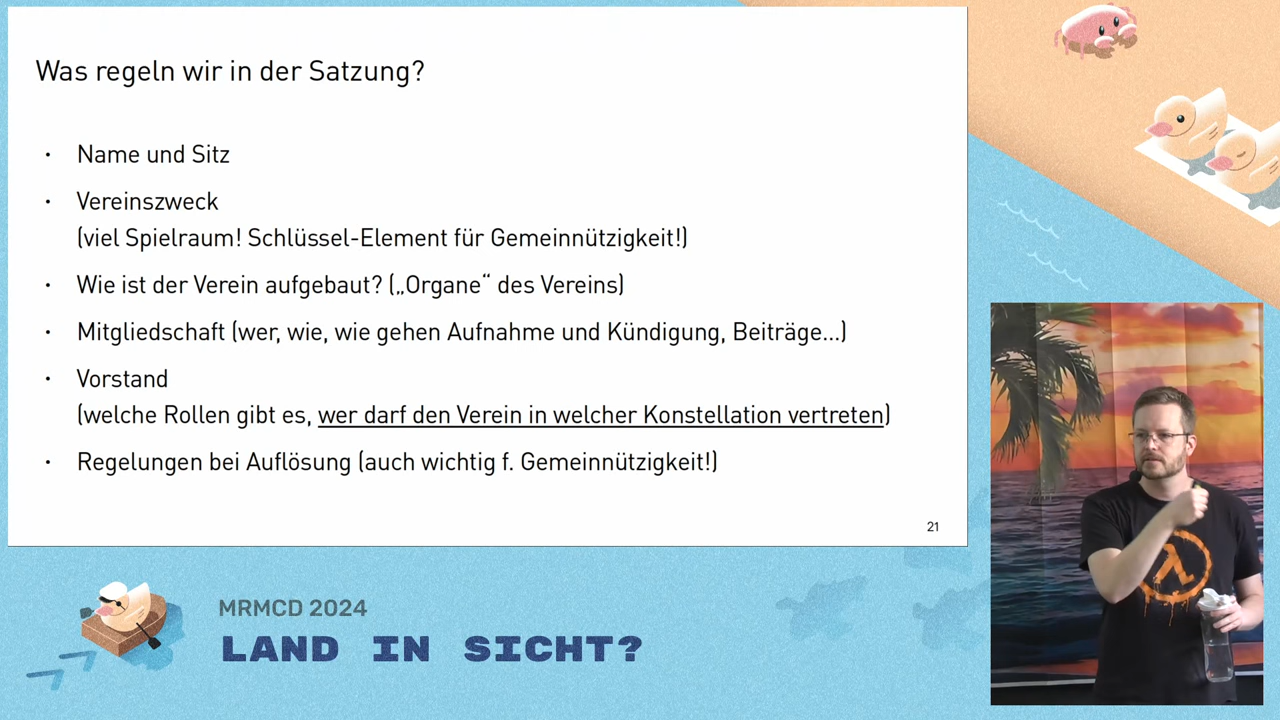 Was regeln wir in der Satzung?
• Name und Sitz
• Vereinszweck
(viel Spielraum! Schlüssel-Element für Gemeinnützigkeit!)
• Wie ist der Verein aufgebaut? („Organe“ des Vereins)
• Mitgliedschaft (wer, wie, wie gehen Aufnahme und Kündigung, Beiträge...)
• Vorstand
(welche Rollen gibt es, wer darf den Verein in welcher Konstellation vertreten)
• Regelungen bei Auflösung (auch wichtig f. Gemeinnützigkeit!)
21
MRMCD 2024
LAND IN SICHT?
λ